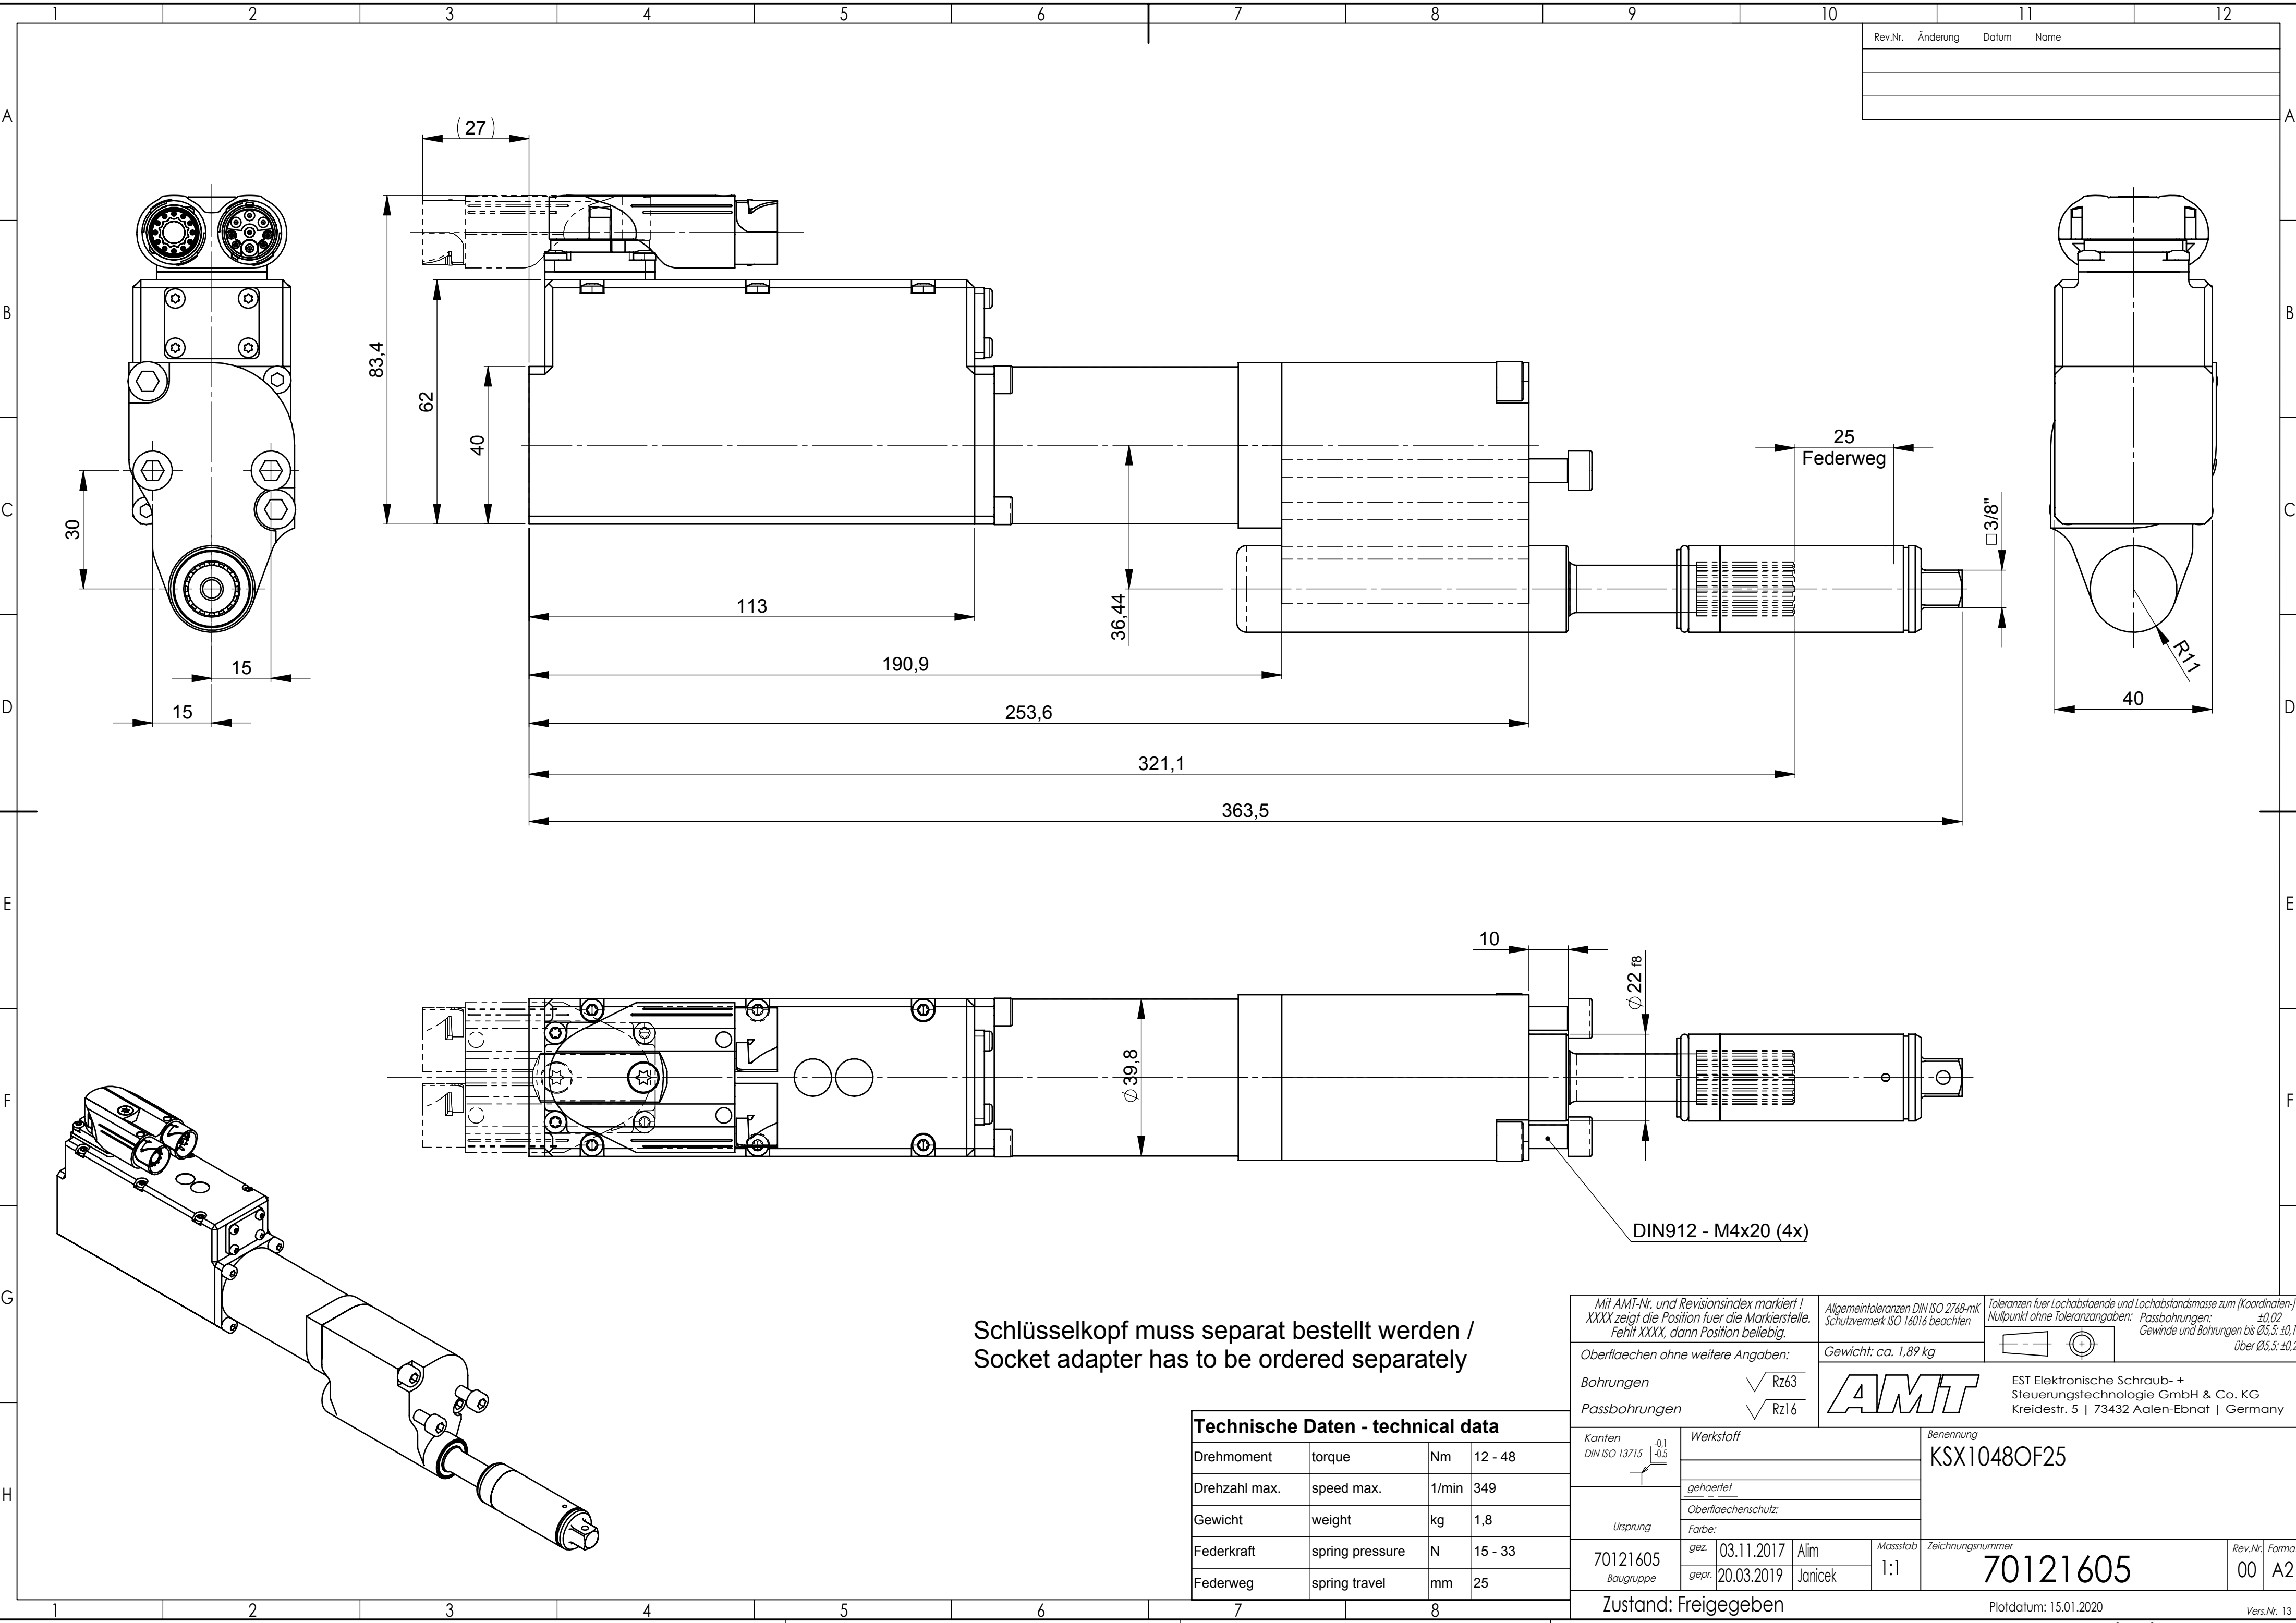 1 2 3 4 5 6 7 8 9 10 11 12
Rev.Nr. Änderung Datum Name
A A
B B
C C
D D
E E
F F
G
H
(27)
83,4
62
40
30
15
15
113
190,9
253,6
321,1
363,5
36,44
25
Federweg
□3/8"
R11
40
10
⌀22 f8
⌀39,8
DIN912 - M4x20 (4x)
Schlüsselkopf muss separat bestellt werden /
Socket adapter has to be ordered separately
Technische Daten - technical data
Drehmoment torque Nm 12 - 48
Drehzahl max. speed max. 1/min 349
Gewicht weight kg 1,8
Federkraft spring pressure N 15 - 33
Federweg spring travel mm 25
Mit AMT-Nr. und Revisionsindex markiert !
XXXX zeigt die Position fuer die Markierstelle.
Fehlt XXXX, dann Position beliebig.
Allgemeintoleranzen DIN ISO 2768-mK
Schutzvermerk ISO 16016 beachten
Toleranzen fuer Lochabstaende und Lochabstandsmasse zum (Koordinaten-)
Nullpunkt ohne Toleranzangaben: Passbohrungen: ±0,02
Gewinde und Bohrungen bis Ø5,5: ±0,1
über Ø5,5: ±0,2
Oberflaechen ohne weitere Angaben:
Bohrungen Rz63
Passbohrungen Rz16
Gewicht: ca. 1,89 kg
AMT
EST Elektronische Schraub- +
Steuerungstechnologie GmbH & Co. KG
Kreidestr. 5 | 73432 Aalen-Ebnat | Germany
Kanten
DIN ISO 13715
-0,1
-0.5
Werkstoff
gehaertet
Oberflaechenschutz:
Farbe:
Ursprung
Benennung
KSX1048OF25
70121605
Baugruppe
gez. 03.11.2017 Alim
gepr. 20.03.2019 Janicek
Massstab
1:1
Zeichnungsnummer
70121605
Rev.Nr.
00
Forma
A2
Zustand: Freigegeben
Plotdatum: 15.01.2020
Vers.Nr. 13
1 2 3 4 5 6 7 8